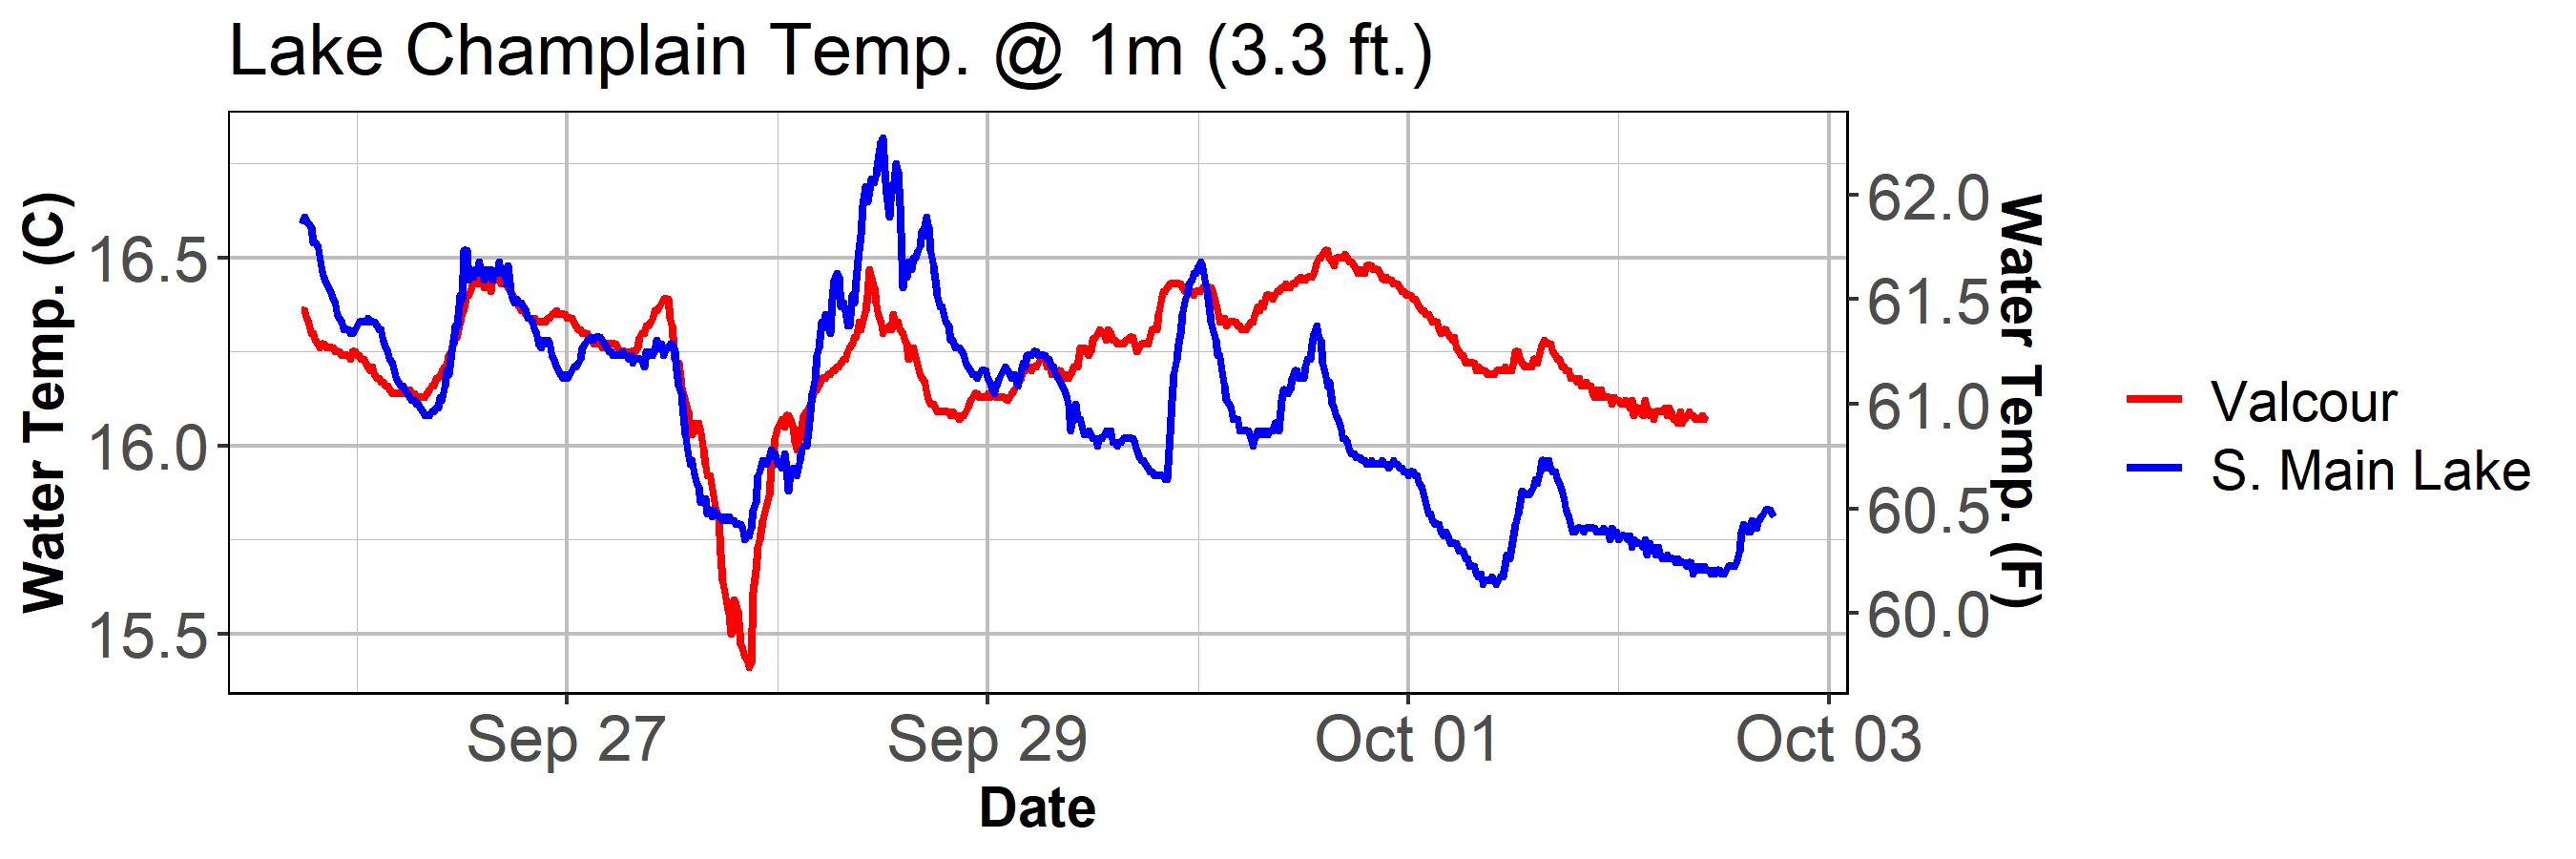 Lake Champlain Temp. @ 1m (3.3 ft.)
Water Temp. (C)
16.5
16.0
15.5
62.0
61.5
61.0
60.5
60.0
Water Temp. (F)
Sep 27
Sep 29
Oct 01
Oct 03
Date
Valcour
S. Main Lake